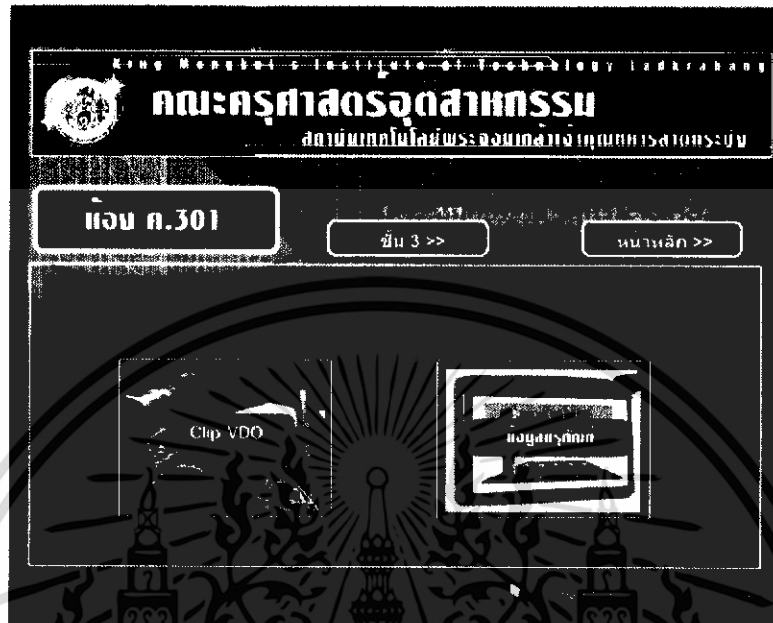 King Mongkut's Institute of Technology Ladkrabang
คณะครุศาสตร์อุตสาหกรรม
สถาบันเทคโนโลยีพระจอมเกล้าเจ้าคุณทหารลาดกระบัง
ห้อง ค.301
ชั้น 3 >>
หน้าหลัก >>
Clip VDO
ข้อมูลครุภัณฑ์